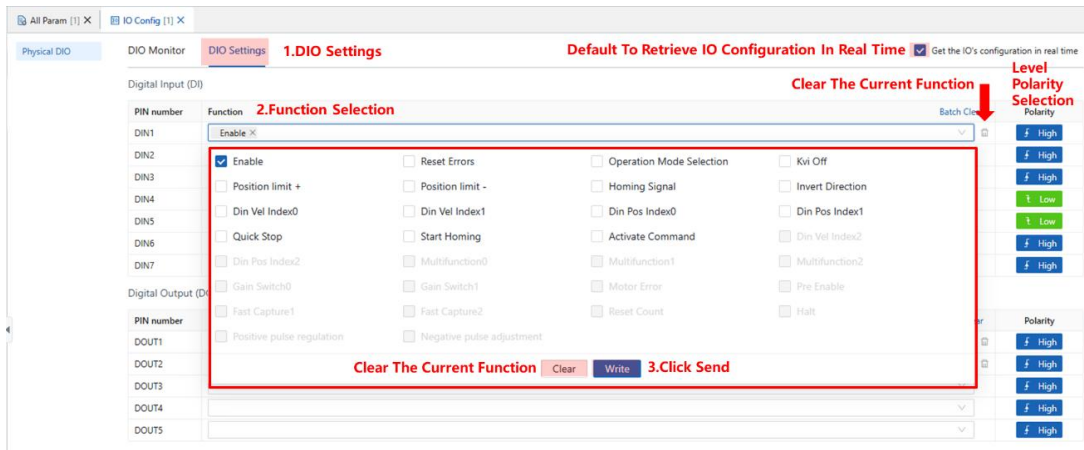 All Param [1] X IO Config [1] X
Physical DIO DIO Monitor DIO Settings 1.DIO Settings Default To Retrieve IO Configuration In Real Time Get the IO's configuration in real time
Digital Input (DI) Clear The Current Function Level Polarity Selection
PIN number Function 2.Function Selection Batch Cle Polarity
DIN1 Enable × High
DIN2 High
DIN3 High
DIN4 Low
DIN5 Low
DIN6 High
DIN7 High
Enable Reset Errors Operation Mode Selection Kvi Off
Position limit + Position limit - Homing Signal Invert Direction
Din Vel Index0 Din Vel Index1 Din Pos Index0 Din Pos Index1
Quick Stop Start Homing Activate Command Din Vel Index2
Din Pos Index2 Multifunction0 Multifunction1 Multifunction2
Gain Switch0 Gain Switch1 Motor Error Pre Enable
Fast Capture1 Fast Capture2 Reset Count Halt
Positive pulse regulation Negative pulse adjustment
Clear The Current Function Clear Write 3.Click Send
Digital Output (D
PIN number ar Polarity
DOUT1 High
DOUT2 High
DOUT3 High
DOUT4 High
DOUT5 High